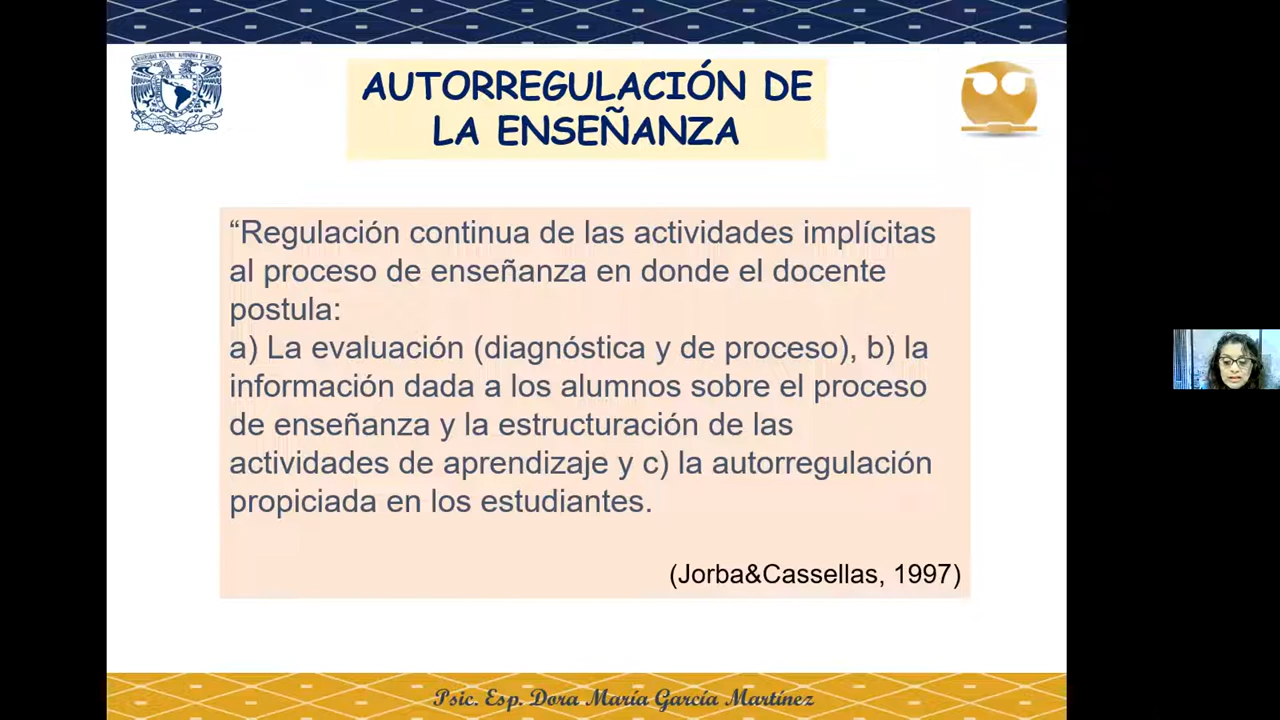 AUTORREGULACIÓN DE
LA ENSEÑANZA
“Regulación continua de las actividades implícitas
al proceso de enseñanza en donde el docente
postula:
a) La evaluación (diagnóstica y de proceso), b) la
información dada a los alumnos sobre el proceso
de enseñanza y la estructuración de las
actividades de aprendizaje y c) la autorregulación
propiciada en los estudiantes.
(Jorba&Cassellas, 1997)
Psic. Esp. Dora María García Martínez